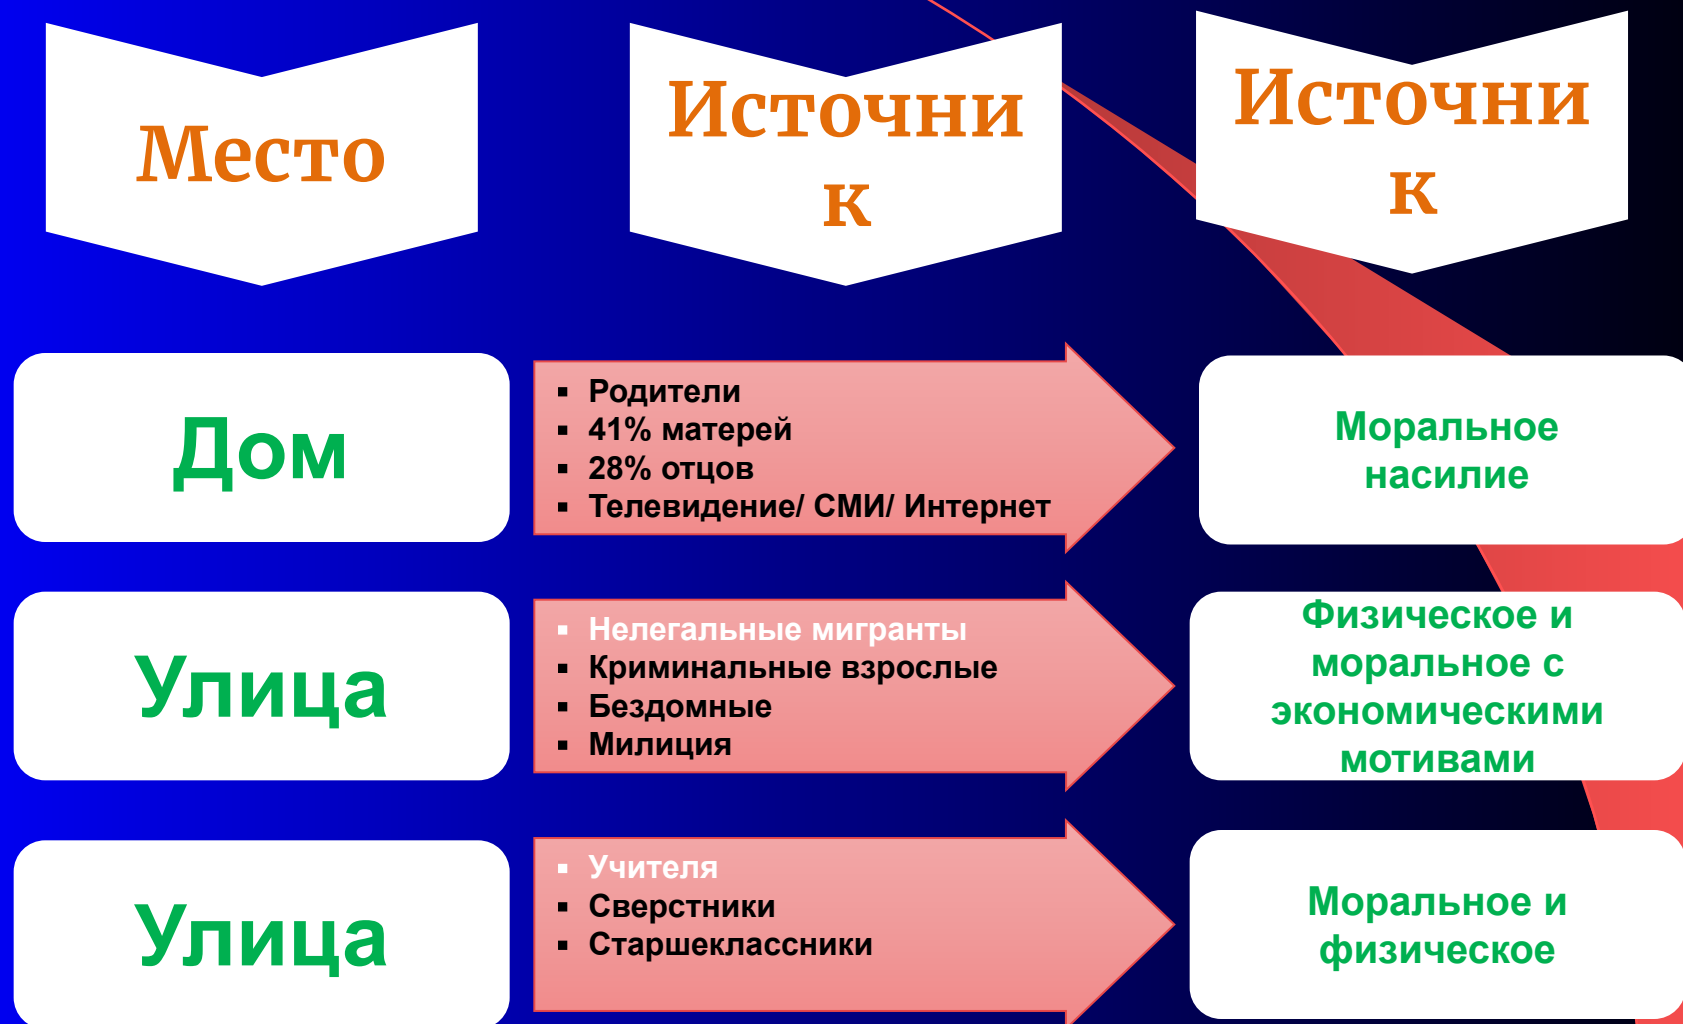 Место
Источни
к
Источни
к
Дом
▪ Родители
▪ 41% матерей
▪ 28% отцов
▪ Телевидение/ СМИ/ Интернет
Моральное
насилие
Улица
▪ Нелегальные мигранты
▪ Криминальные взрослые
▪ Бездомные
▪ Милиция
Физическое и
моральное с
экономическими
мотивами
Улица
▪ Учителя
▪ Сверстники
▪ Старшеклассники
Моральное и
физическое